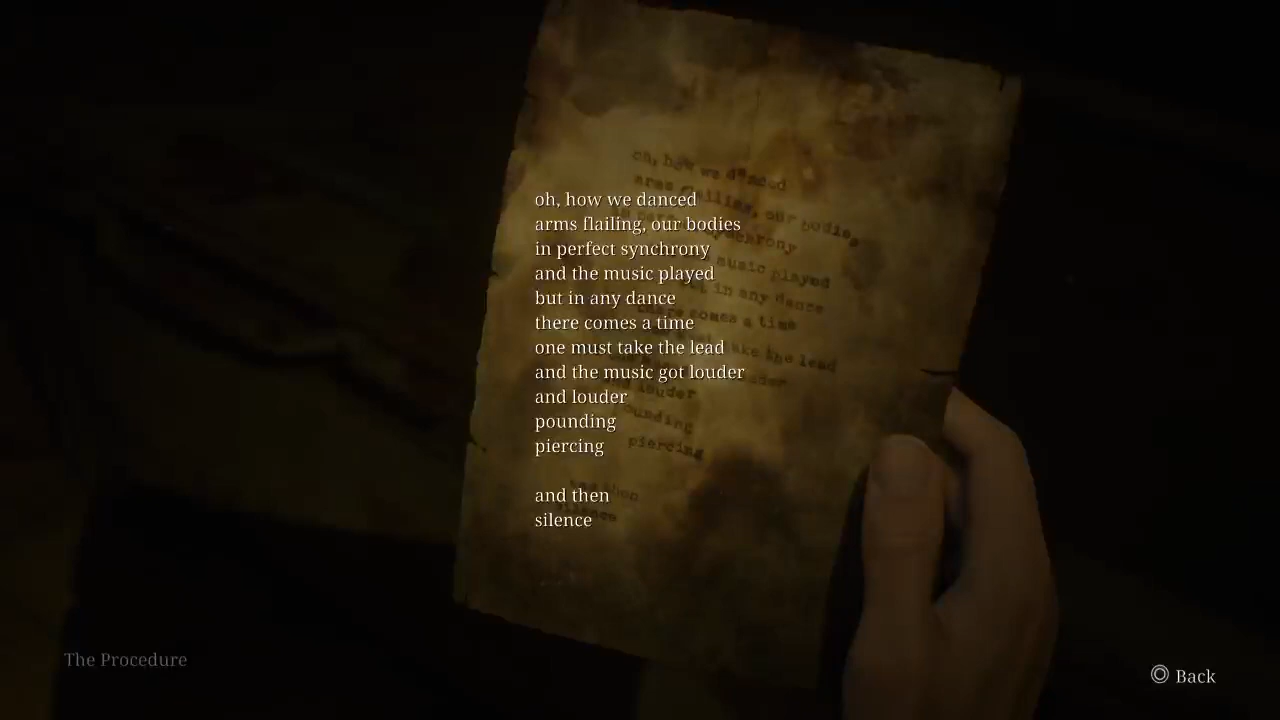 oh, how we danced
arms flailing, our bodies
in perfect synchrony
and the music played
but in any dance
there comes a time
one must take the lead
and the music got louder
and louder
pounding
piercing

and then
silence
The Procedure
Back